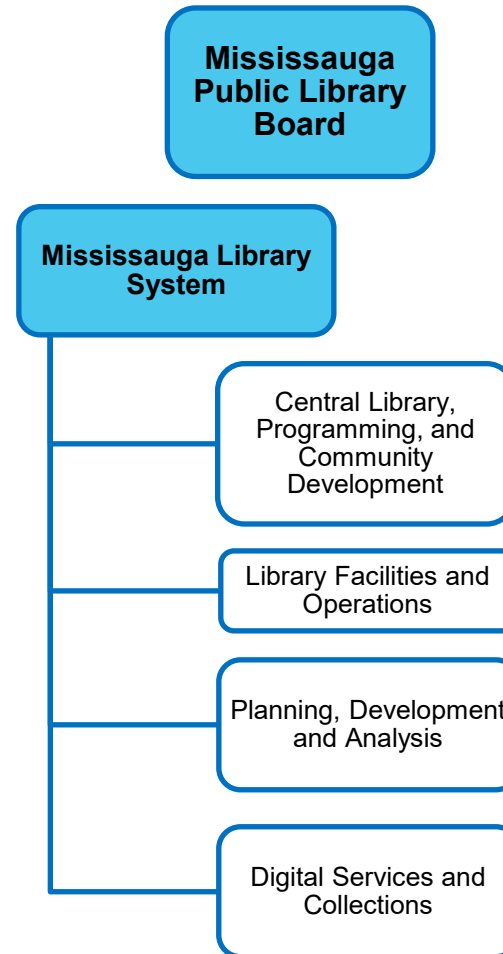 Mississauga
Public Library
Board
Mississauga Library
System
Central Library,
Programming, and
Community
Development
Library Facilities and
Operations
Planning, Development
and Analysis
Digital Services and
Collections